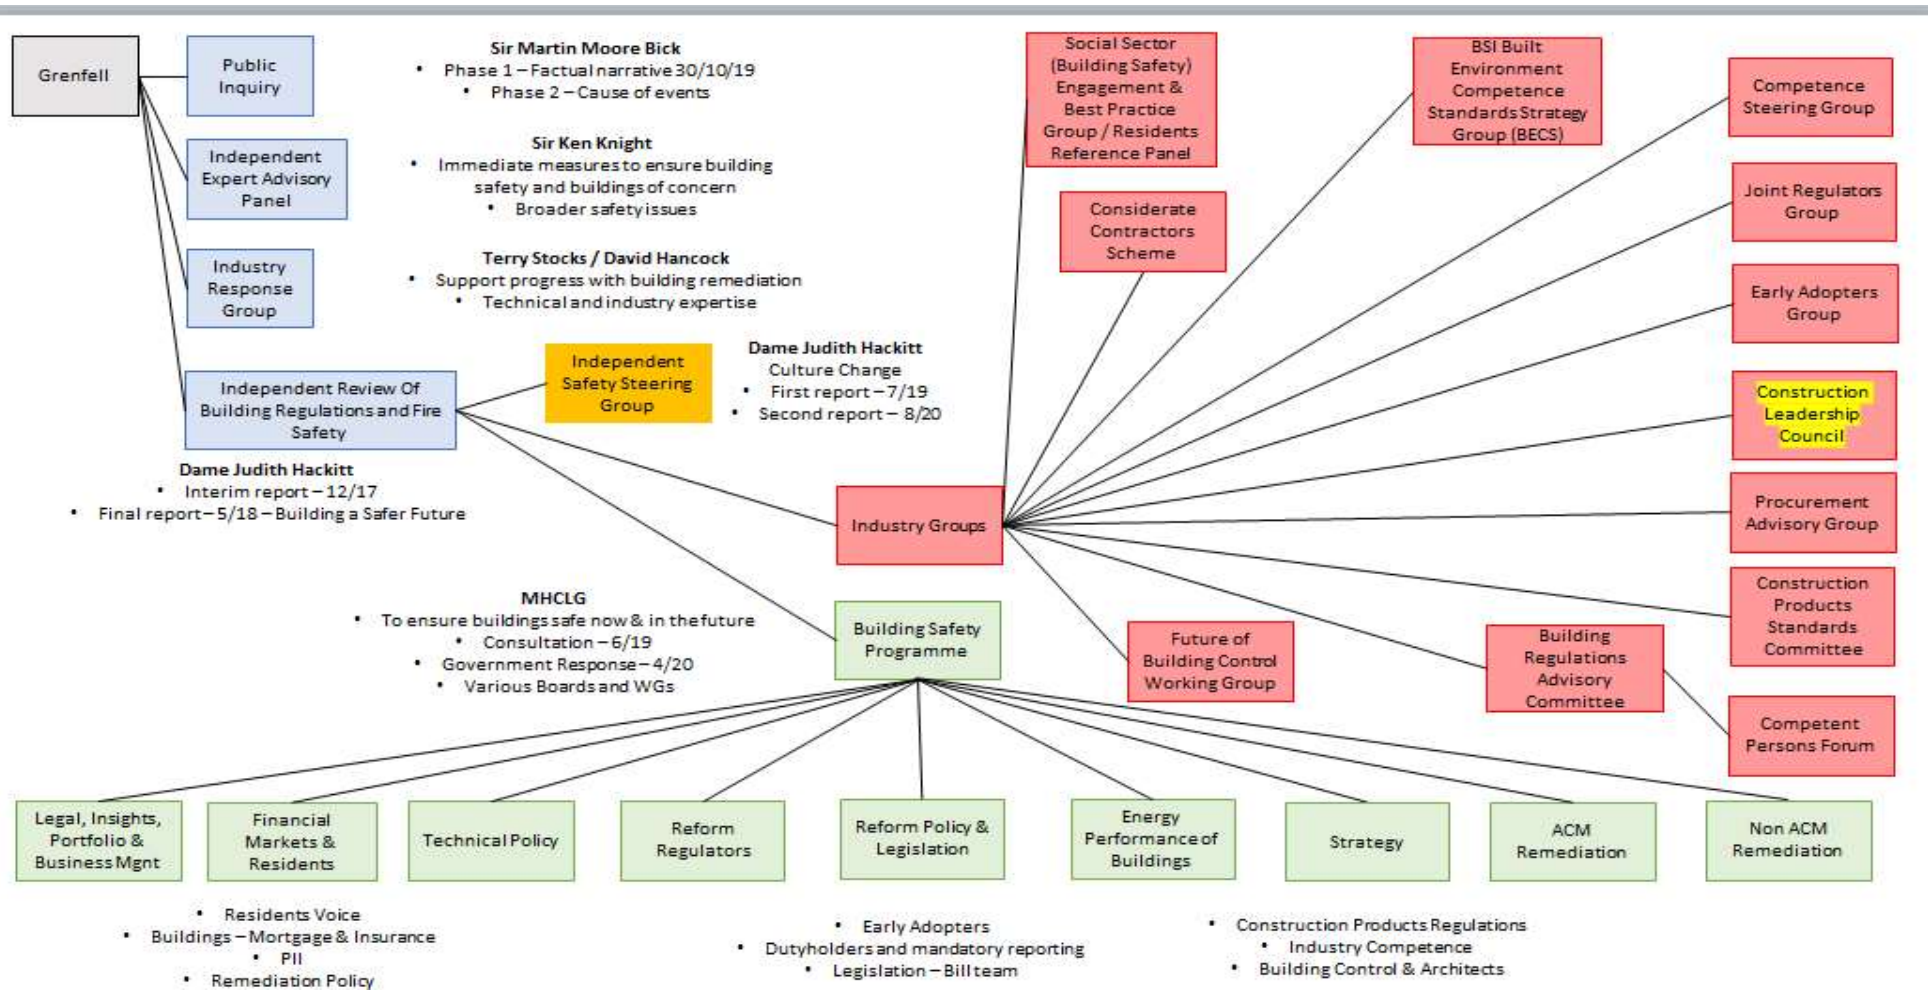 Grenfell
Public
Inquiry
Sir Martin Moore Bick
• Phase 1 – Factual narrative 30/10/19
• Phase 2 – Cause of events
Independent
Expert Advisory
Panel
Sir Ken Knight
• Immediate measures to ensure building
safety and buildings of concern
• Broader safety issues
Industry
Response
Group
Terry Stocks / David Hancock
• Support progress with building remediation
• Technical and industry expertise
Independent Review Of
Building Regulations and Fire
Safety
Independent
Safety Steering
Group
Dame Judith Hackitt
Culture Change
• First report – 7/19
• Second report – 8/20
Dame Judith Hackitt
• Interim report – 12/17
• Final report – 5/18 – Building a Safer Future
Social Sector
(Building Safety)
Engagement &
Best Practice
Group / Residents
Reference Panel
BSI Built
Environment
Competence
Standards Strategy
Group (BECS)
Considerate
Contractors
Scheme
Competence
Steering Group
Joint Regulators
Group
Early Adopters
Group
Construction
Leadership
Council
Procurement
Advisory Group
Construction
Products
Standards
Committee
Industry Groups
Future of
Building Control
Working Group
Building
Regulations
Advisory
Committee
Competent
Persons Forum
MHCLG
• To ensure buildings safe now & in the future
• Consultation – 6/19
• Government Response – 4/20
• Various Boards and WGs
Building Safety
Programme
Legal, Insights,
Portfolio &
Business Mgnt
Financial
Markets &
Residents
Technical Policy
Reform
Regulators
Reform Policy &
Legislation
Energy
Performance of
Buildings
Strategy
ACM
Remediation
Non ACM
Remediation
• Residents Voice
• Buildings – Mortgage & Insurance
• PII
• Remediation Policy
• Early Adopters
• Dutyholders and mandatory reporting
• Legislation – Bill team
• Construction Products Regulations
• Industry Competence
• Building Control & Architects